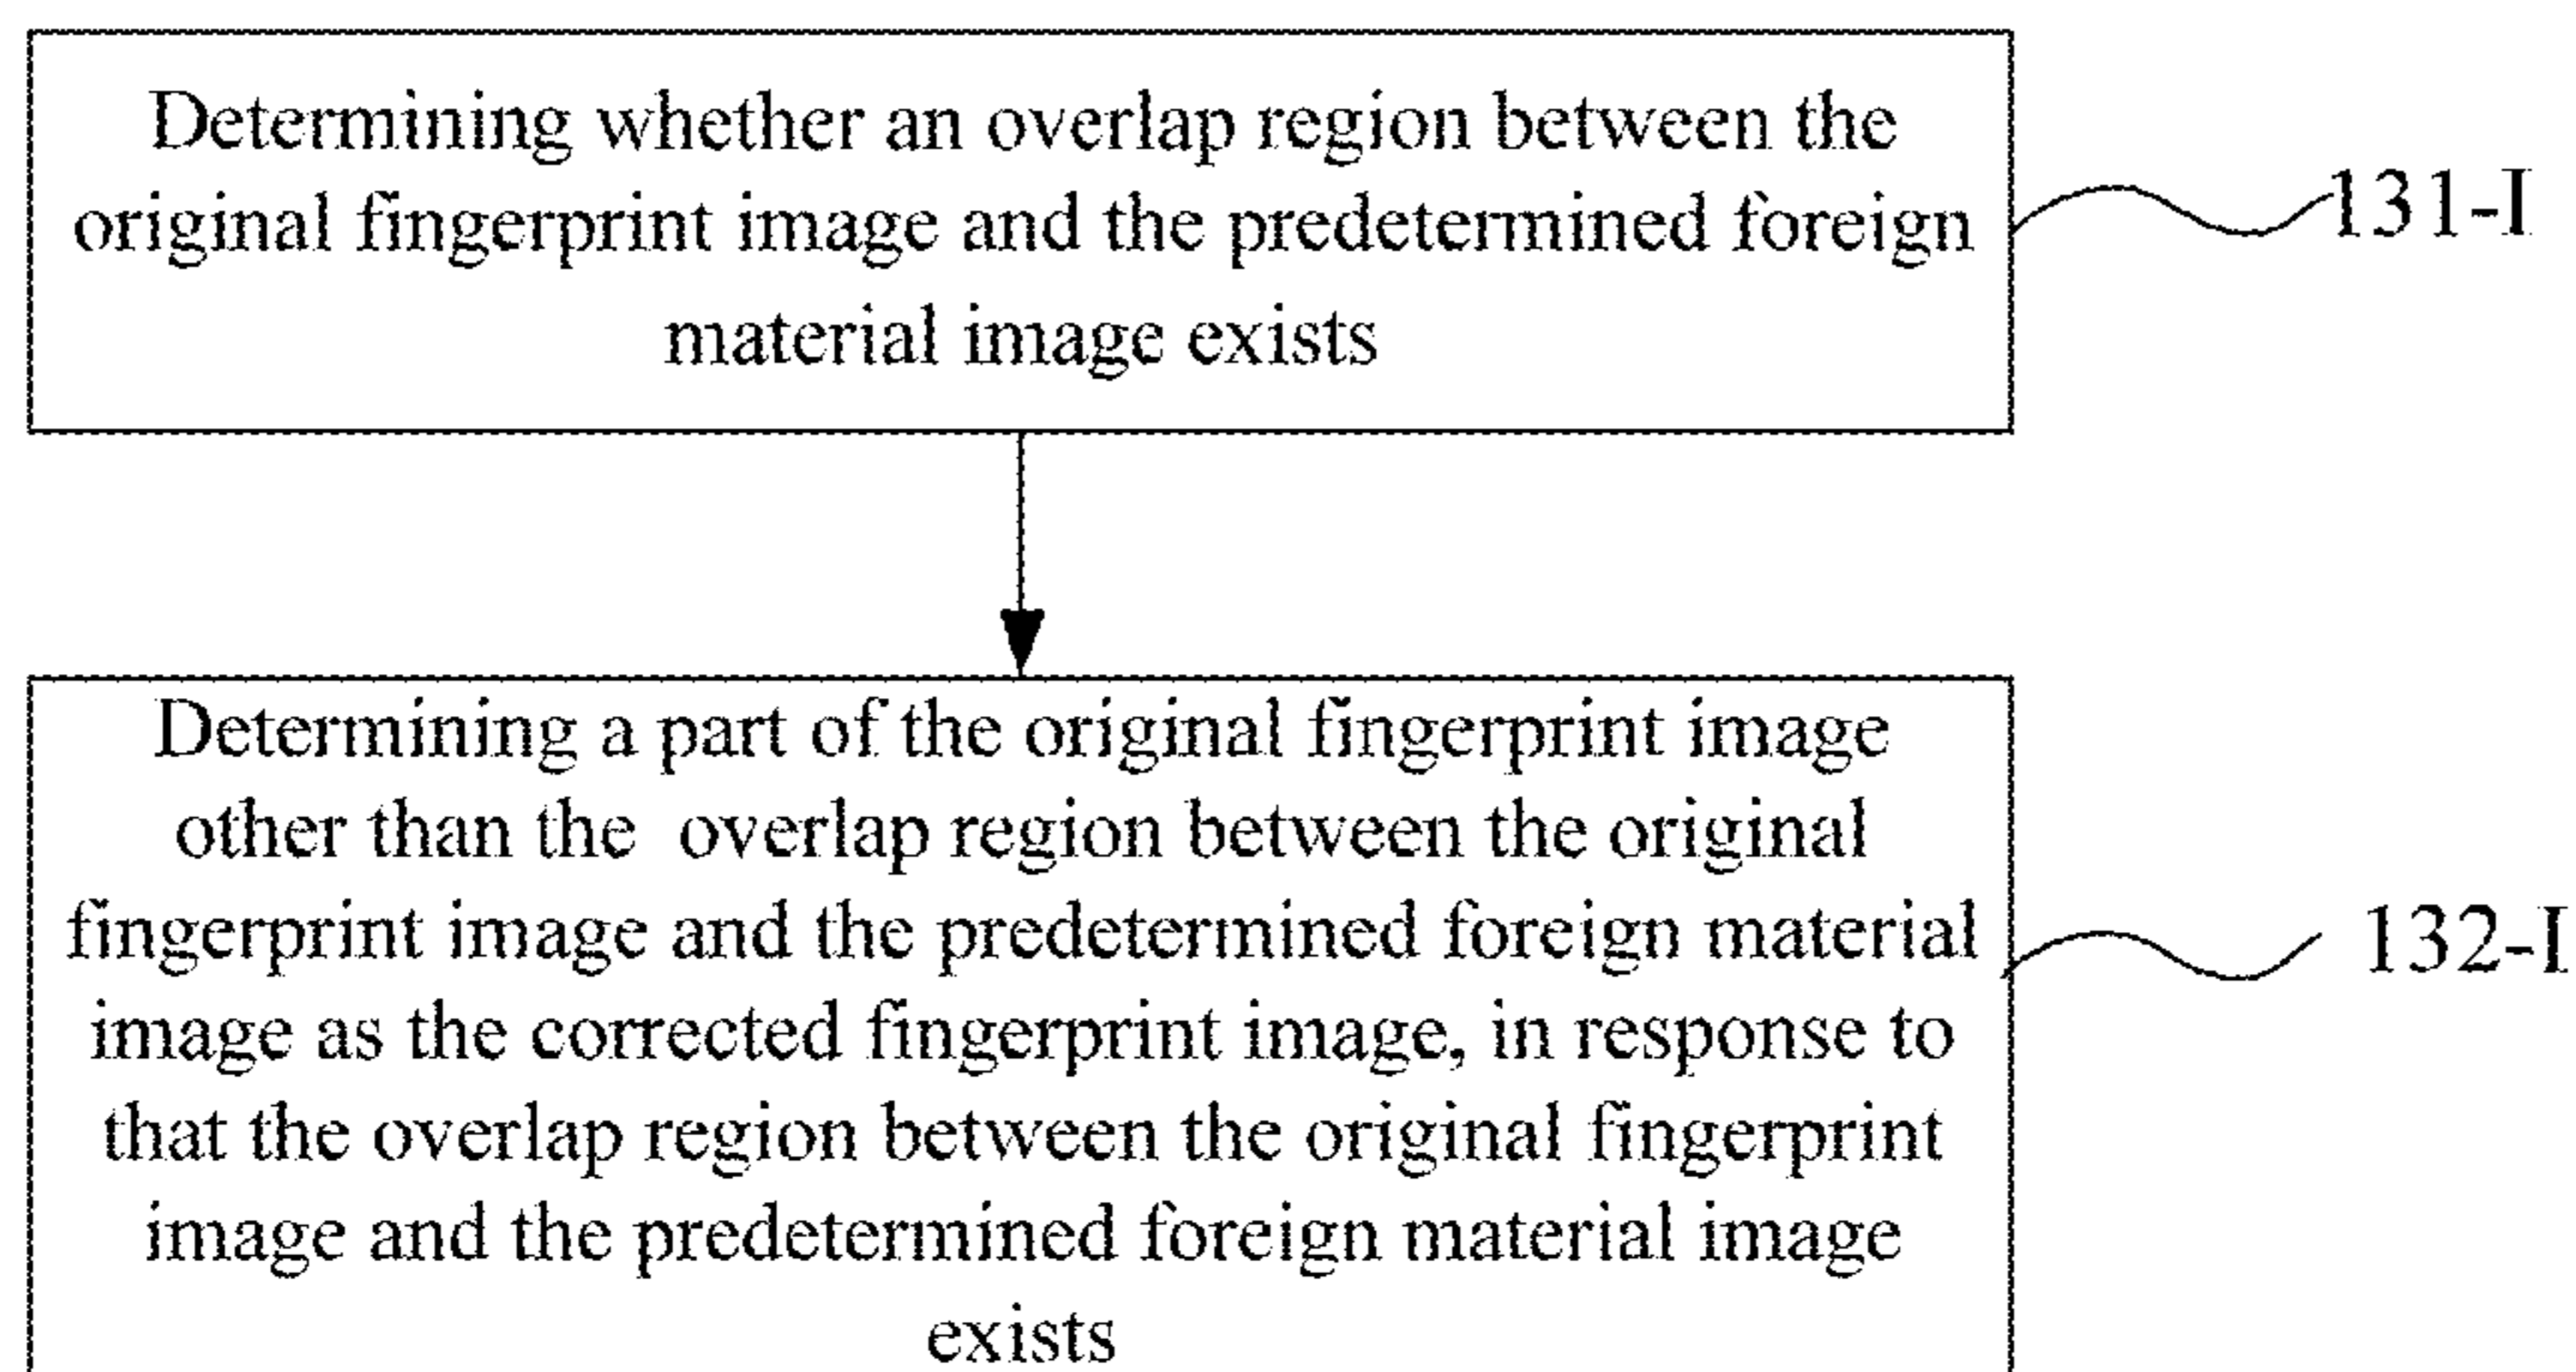 Determining whether an overlap region between the
original fingerprint image and the predetermined foreign
material image exists
131-I
Determining a part of the original fingerprint image
other than the overlap region between the original
fingerprint image and the predetermined foreign material
image as the corrected fingerprint image, in response to
that the overlap region between the original fingerprint
image and the predetermined foreign material image
exists
132-I